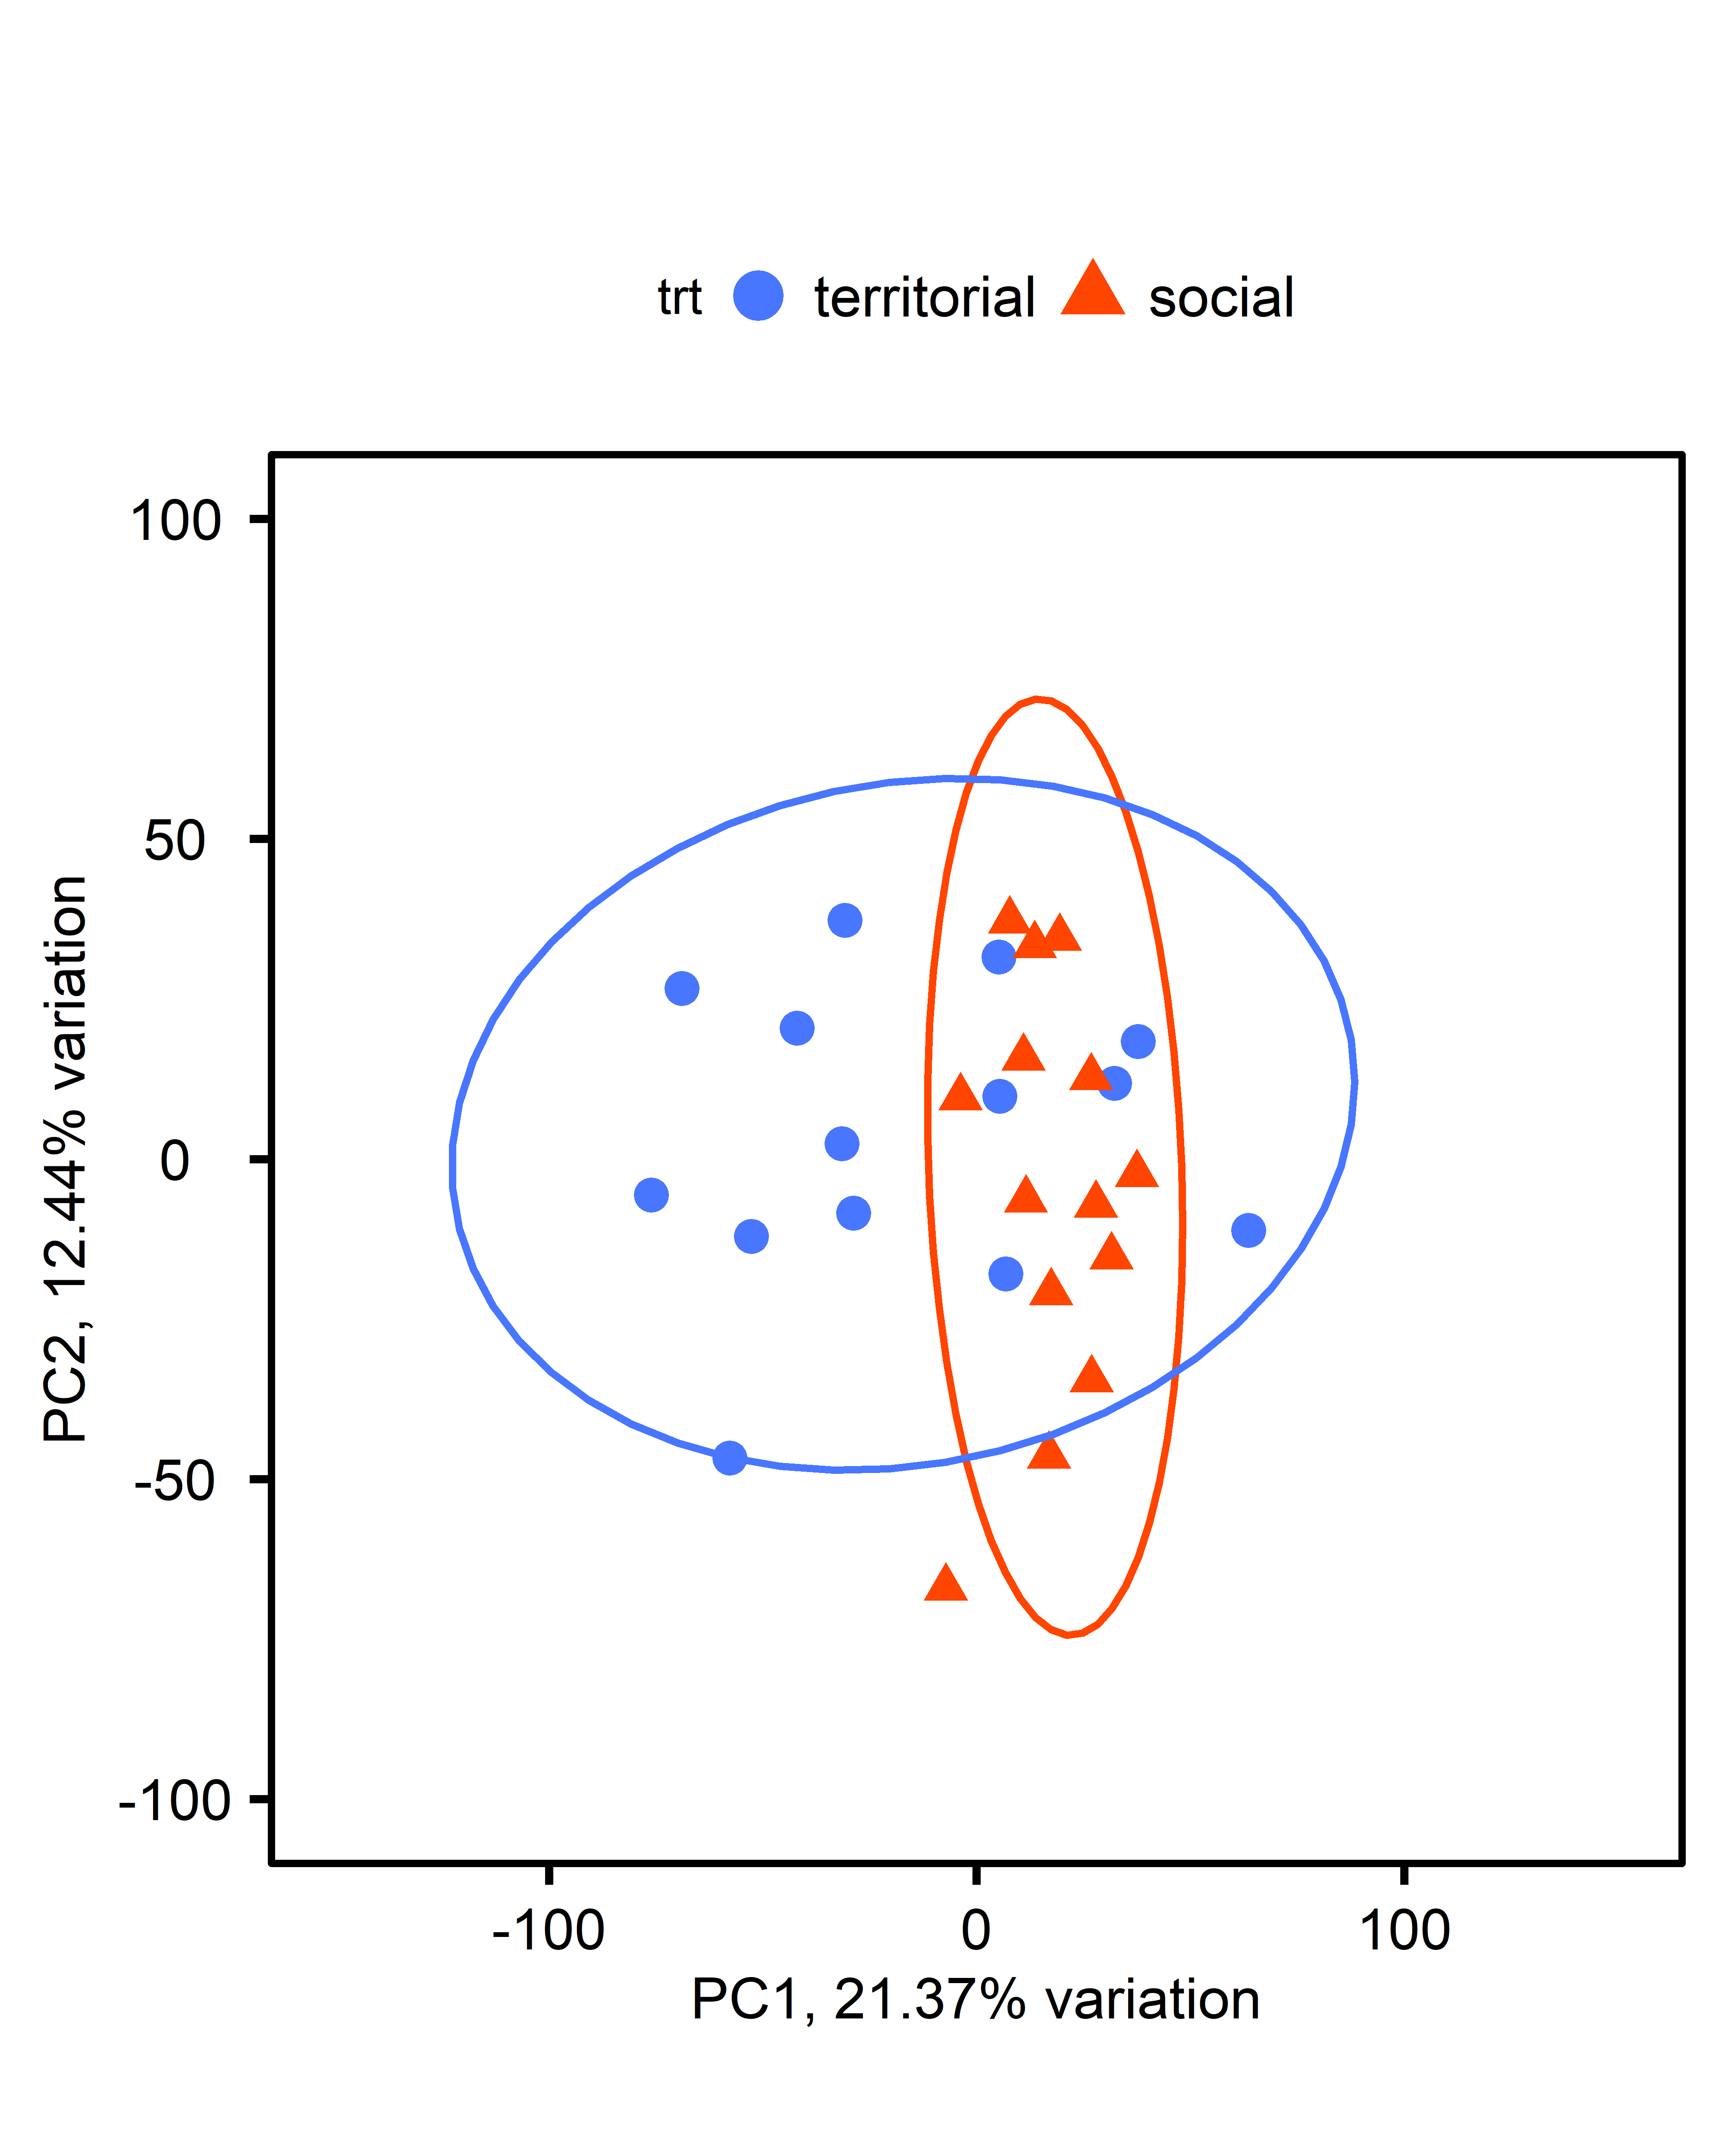 trt territorial social
100
50
0
-50
-100
PC2, 12.44% variation
-100 0 100
PC1, 21.37% variation